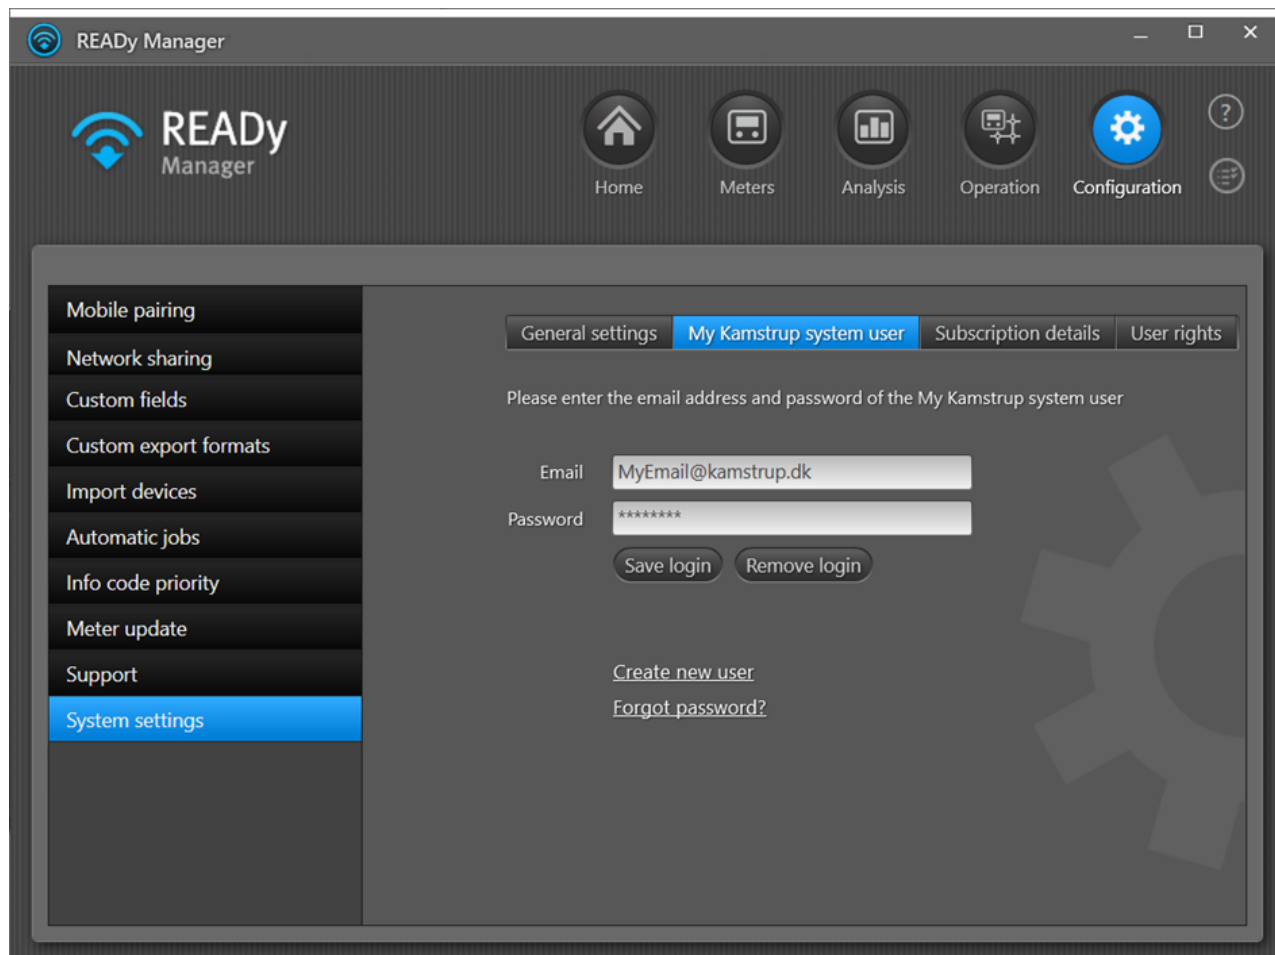 READy Manager
READy
Manager
Home
Meters
Analysis
Operation
Configuration
?
Mobile pairing
Network sharing
Custom fields
Custom export formats
Import devices
Automatic jobs
Info code priority
Meter update
Support
System settings
General settings
My Kamstrup system user
Subscription details
User rights
Please enter the email address and password of the My Kamstrup system user
Email
MyEmail@kamstrup.dk
Password
********
Save login
Remove login
Create new user
Forgot password?